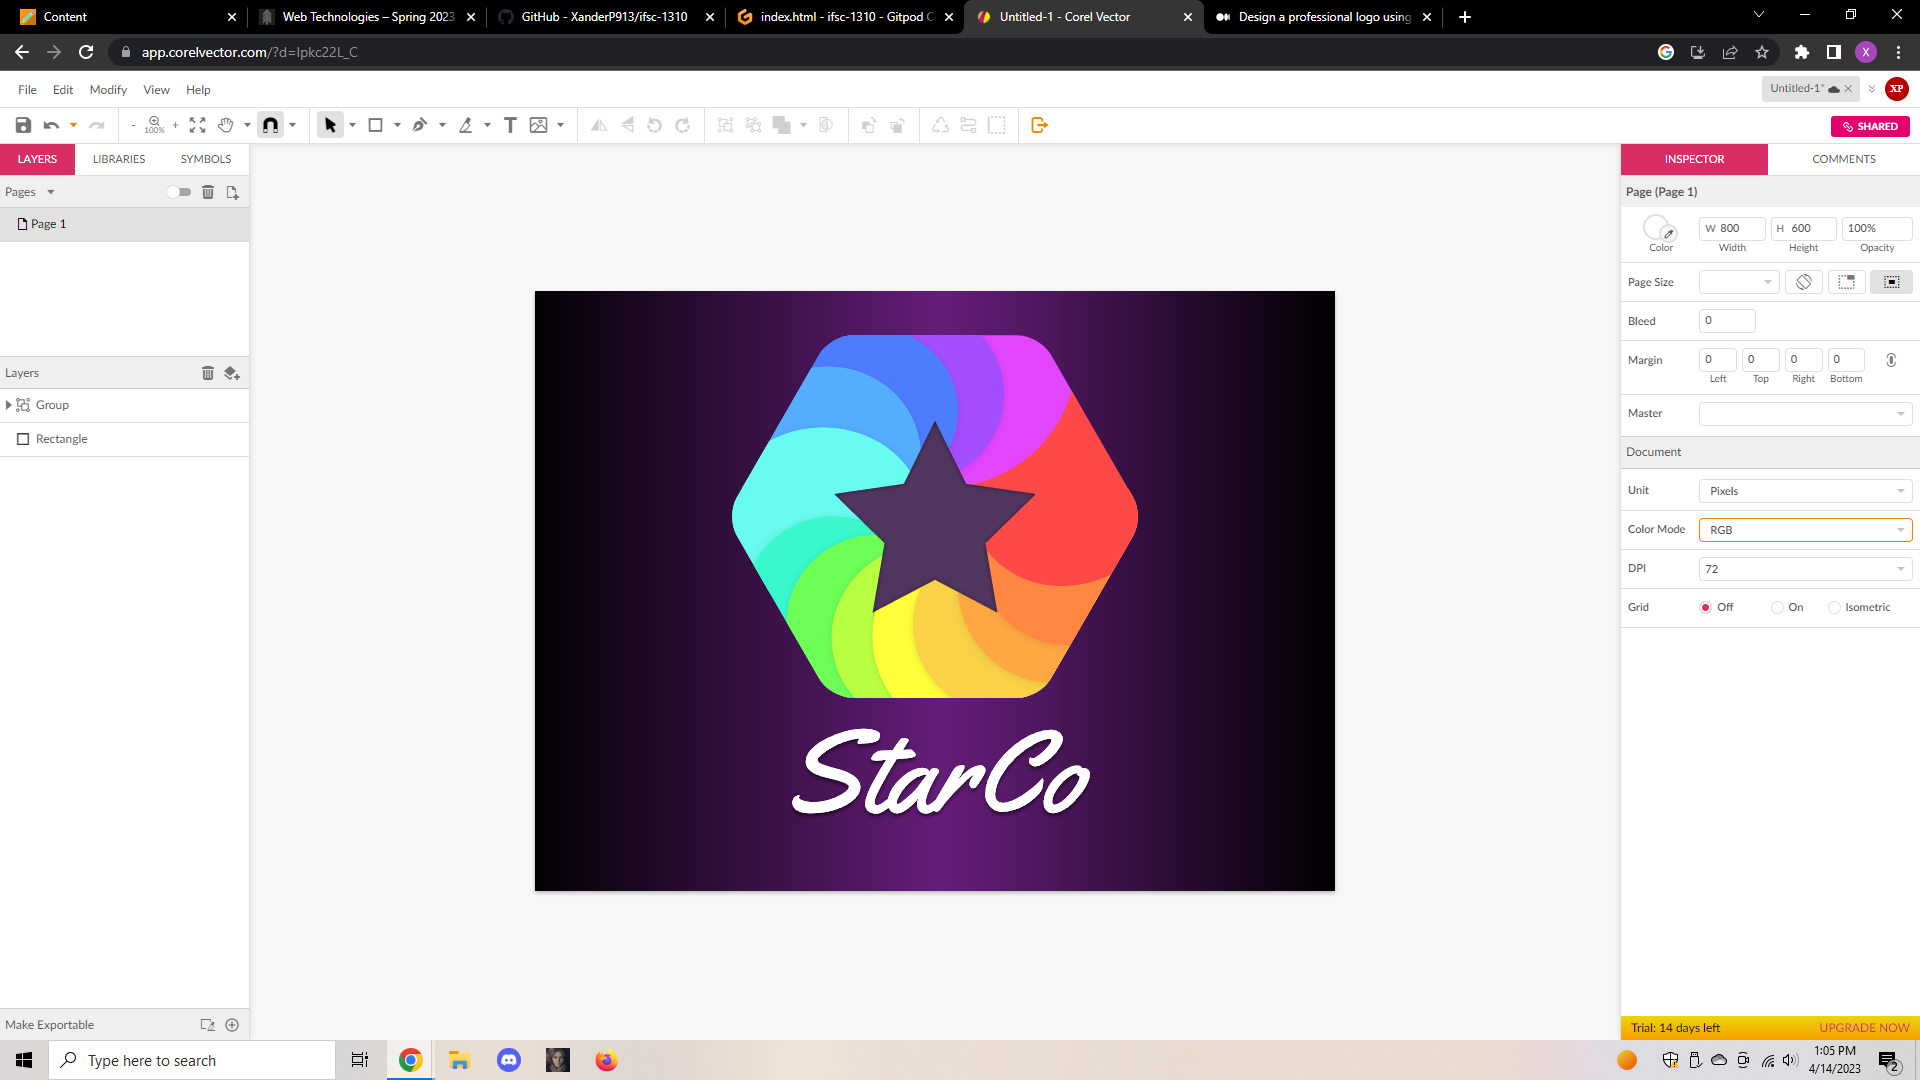 Content
Web Technologies – Spring 2023
GitHub - XanderP913/ifsc-1310
index.html - ifsc-1310 - Gitpod C
Untitled-1 - Corel Vector
Design a professional logo using
app.corelvector.com/?d=lpkc22L_C
X
File Edit Modify View Help
Untitled-1*
XP
- 100% +
SHARED
LAYERS LIBRARIES SYMBOLS
INSPECTOR COMMENTS
Pages
Page (Page 1)
Page 1
W 800 H 600 100%
Color Width Height Opacity
Page Size
Bleed 0
Margin 0 0 0 0
Left Top Right Bottom
Layers
Group
Master
Rectangle
Document
Unit Pixels
Color Mode RGB
DPI 72
Grid Off On Isometric
StarCo
Make Exportable
Trial: 14 days left UPGRADE NOW
Type here to search
1:05 PM
4/14/2023
2